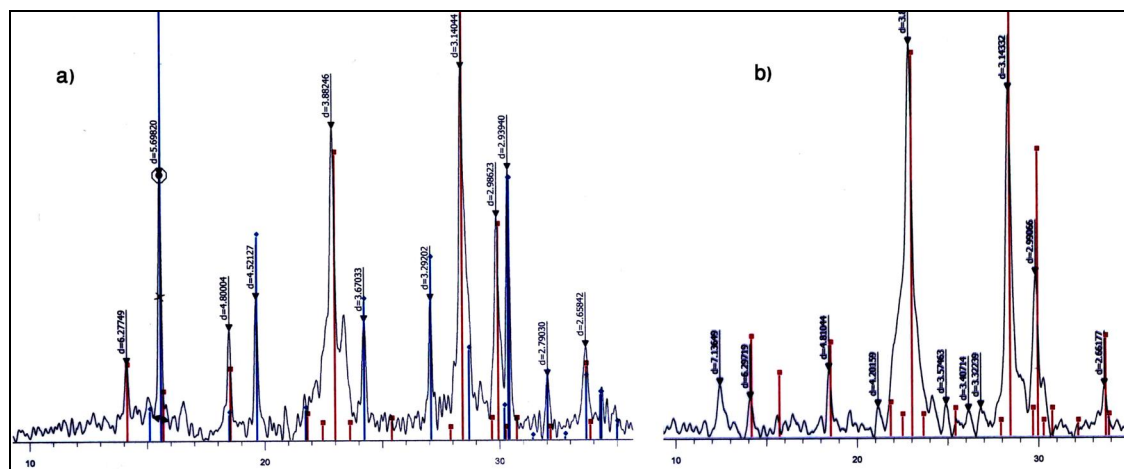 a)
d=6.27749
d=5.69820
d=4.80004
d=4.52127
d=3.88246
d=3.67033
d=3.29202
d=3.14044
d=2.98623
d=2.93940
d=2.79030
d=2.65842
10
20
30
b)
d=7.13649
d=6.29719
d=4.81044
d=4.20159
d=3.57463
d=3.40714
d=3.32239
d=3.14332
d=2.99066
d=2.66177
10
20
30